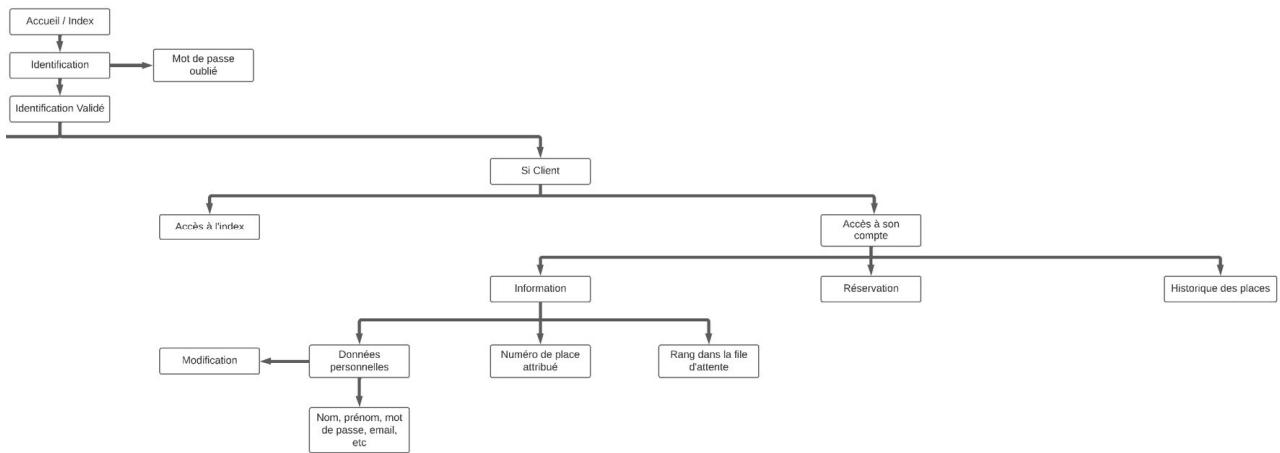 Accueil / Index
Identification
Mot de passe
oublié
Identification Validé
Si Client
Accès à l'index
Accès à son
compte
Information
Réservation
Historique des places
Modification
Données
personnelles
Numéro de place
attribué
Rang dans la file
d'attente
Nom, prénom, mot
de passe, email,
etc